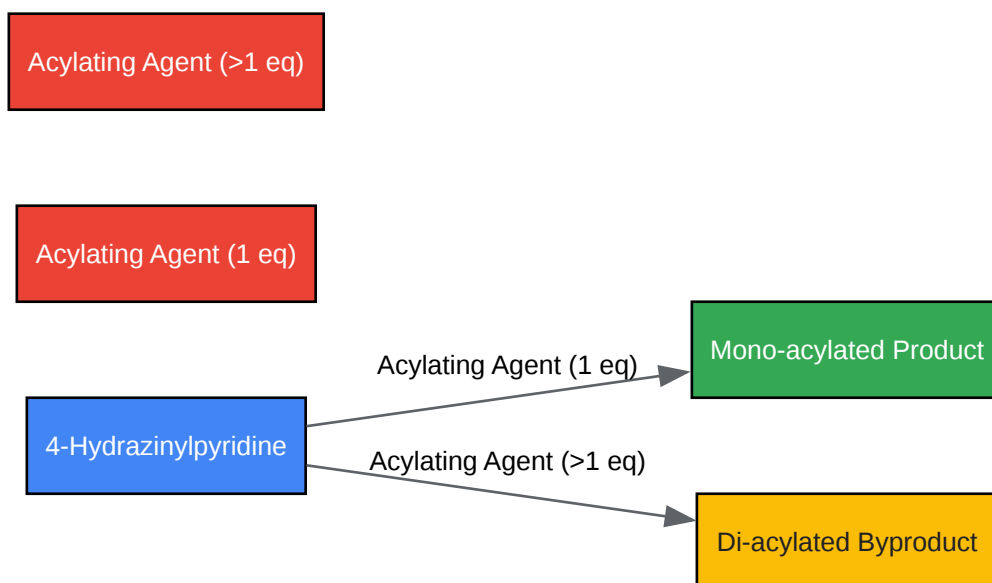 Acylating Agent (>1 eq)
Acylating Agent (1 eq)
4-Hydrazinylpyridine
Acylating Agent (1 eq)
Acylating Agent (>1 eq)
Mono-acylated Product
Di-acylated Byproduct